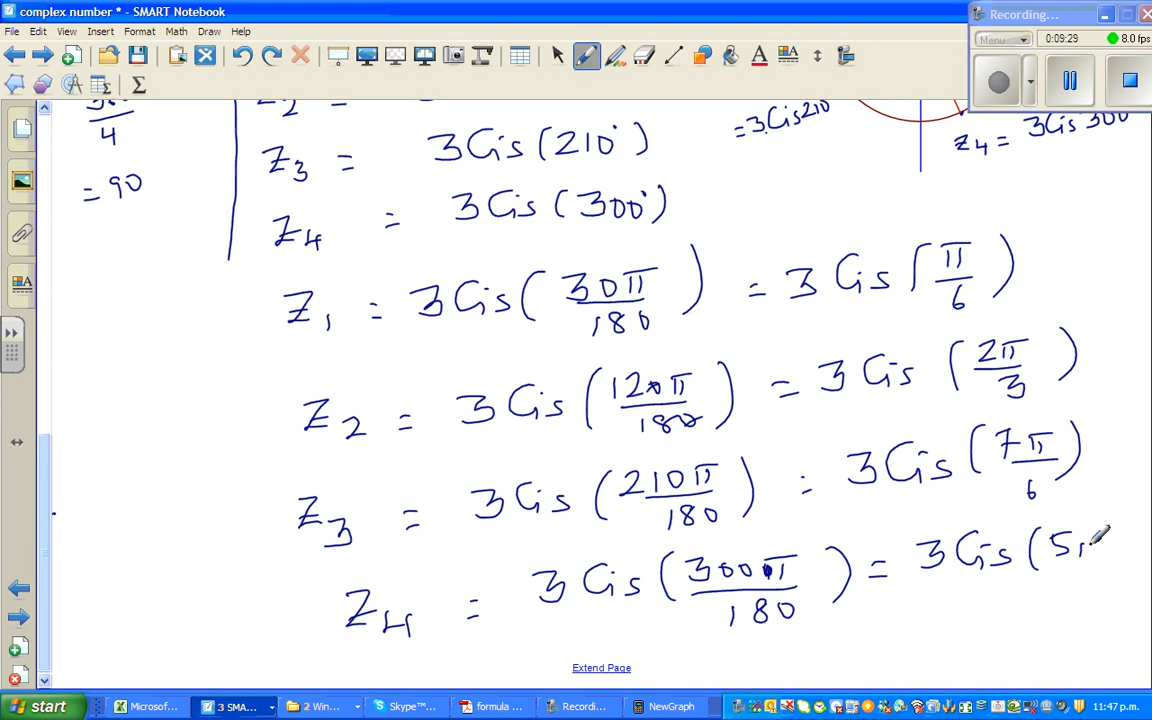 complex number * - SMART Notebook
File Edit View Insert Format Math Draw Help
Recording...
Menu
0:09:29 8.0 fps
4
= 90
Z2 =
Z3 = 3Cis(210°)
Z4 = 3Cis(300°)
=3Cis210
Z4 = 3Cis 300
Z1 = 3Cis(30π/180) = 3Cis(π/6)
Z2 = 3Cis(120π/180) = 3Cis(2π/3)
Z3 = 3Cis(210π/180) = 3Cis(7π/6)
Z4 = 3Cis(300π/180) = 3Cis(5
Extend Page
start
Microsof...
3 SMA...
2 Win...
Skype™...
formula ...
Recordi...
NewGraph
11:47 p.m.